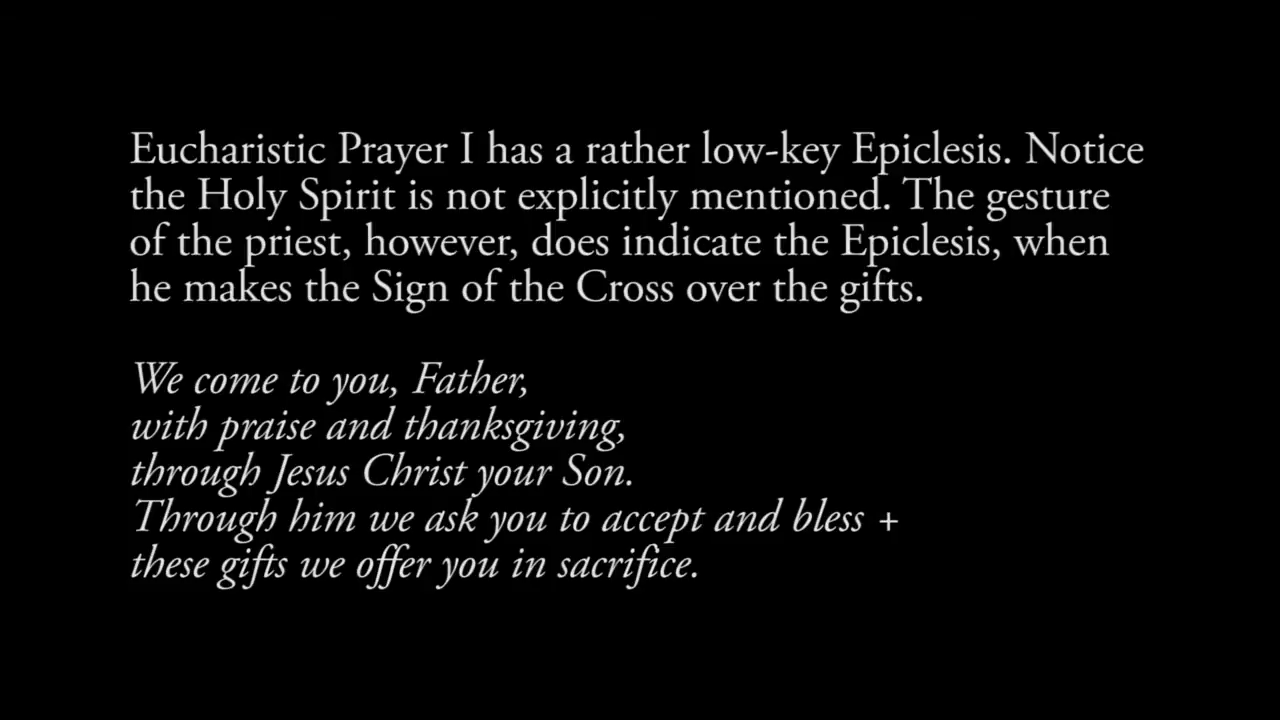 Eucharistic Prayer I has a rather low-key Epiclesis. Notice
the Holy Spirit is not explicitly mentioned. The gesture
of the priest, however, does indicate the Epiclesis, when
he makes the Sign of the Cross over the gifts.
We come to you, Father,
with praise and thanksgiving,
through Jesus Christ your Son.
Through him we ask you to accept and bless +
these gifts we offer you in sacrifice.